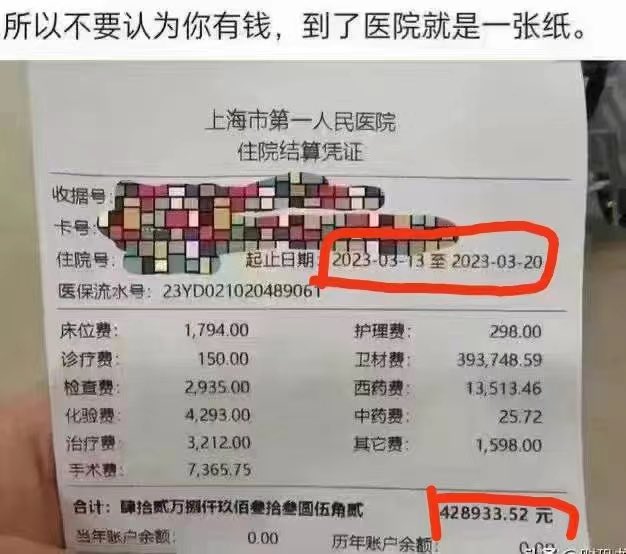 所以不要认为你有钱，到了医院就是一张纸。
上海市第一人民医院
住院结算凭证
收据号:
卡号:
住院号: 起止日期: 2023-03-13 至 2023-03-20
医保流水号: 23YD021020489061
床位费: 1,794.00 护理费: 298.00
诊疗费: 150.00 卫材费: 393,748.59
检查费: 2,935.00 西药费: 13,513.46
化验费: 4,293.00 中药费: 25.72
治疗费: 3,212.00 其它费: 1,598.00
手术费: 7,365.75
合计: 肆拾贰万捌仟玖佰叁拾叁圆伍角贰 428933.52 元
当年账户余额: 0.00 历年账户余额: 0.00